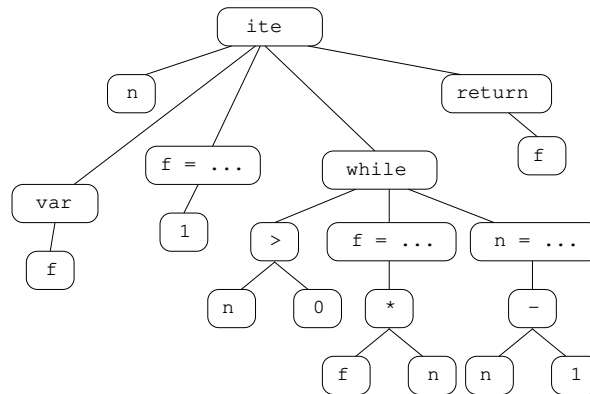 ite
n
return
f = ...
f
while
var
1
>
f = ...
n = ...
f
n
0
*
-
f
n
n
1